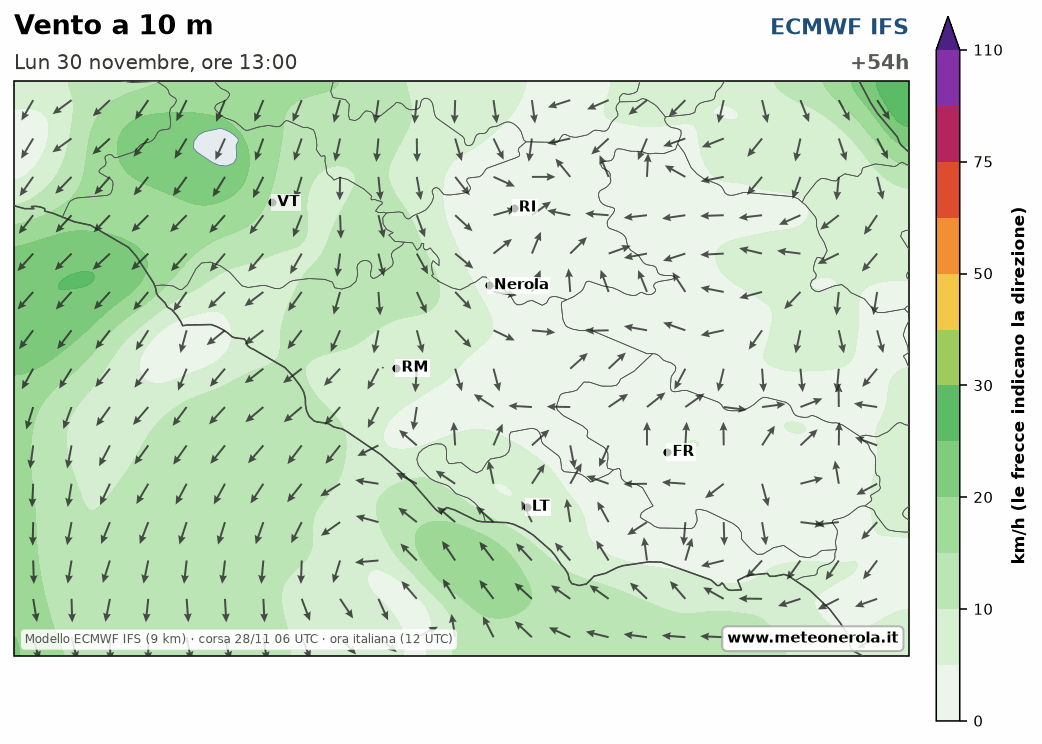 Vento a 10 m
ECMWF IFS
Lun 30 novembre, ore 13:00
+54h
VT
RI
Nerola
RM
FR
LT
110
75
50
30
20
10
0
km/h (le frecce indicano la direzione)
Modello ECMWF IFS (9 km) · corsa 28/11 06 UTC · ora italiana (12 UTC)
www.meteonerola.it